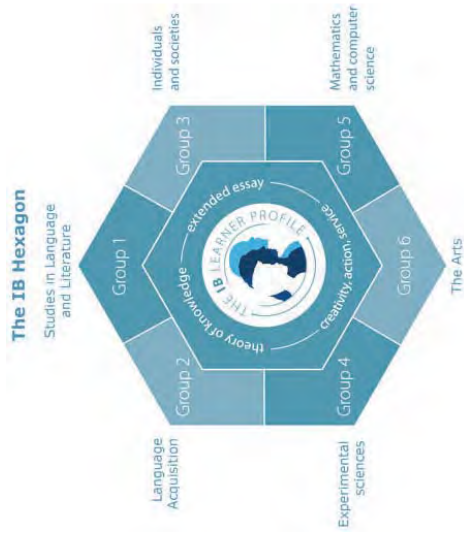 The IB Hexagon
Studies in Language
and Literature
Group 1
Language
Acquisition
Group 2
Individuals
and societies
Group 3
theory of knowledge
extended essay
THE IB LEARNER PROFILE
creativity, action, service
Experimental
sciences
Group 4
Mathematics
and computer
science
Group 5
Group 6
The Arts